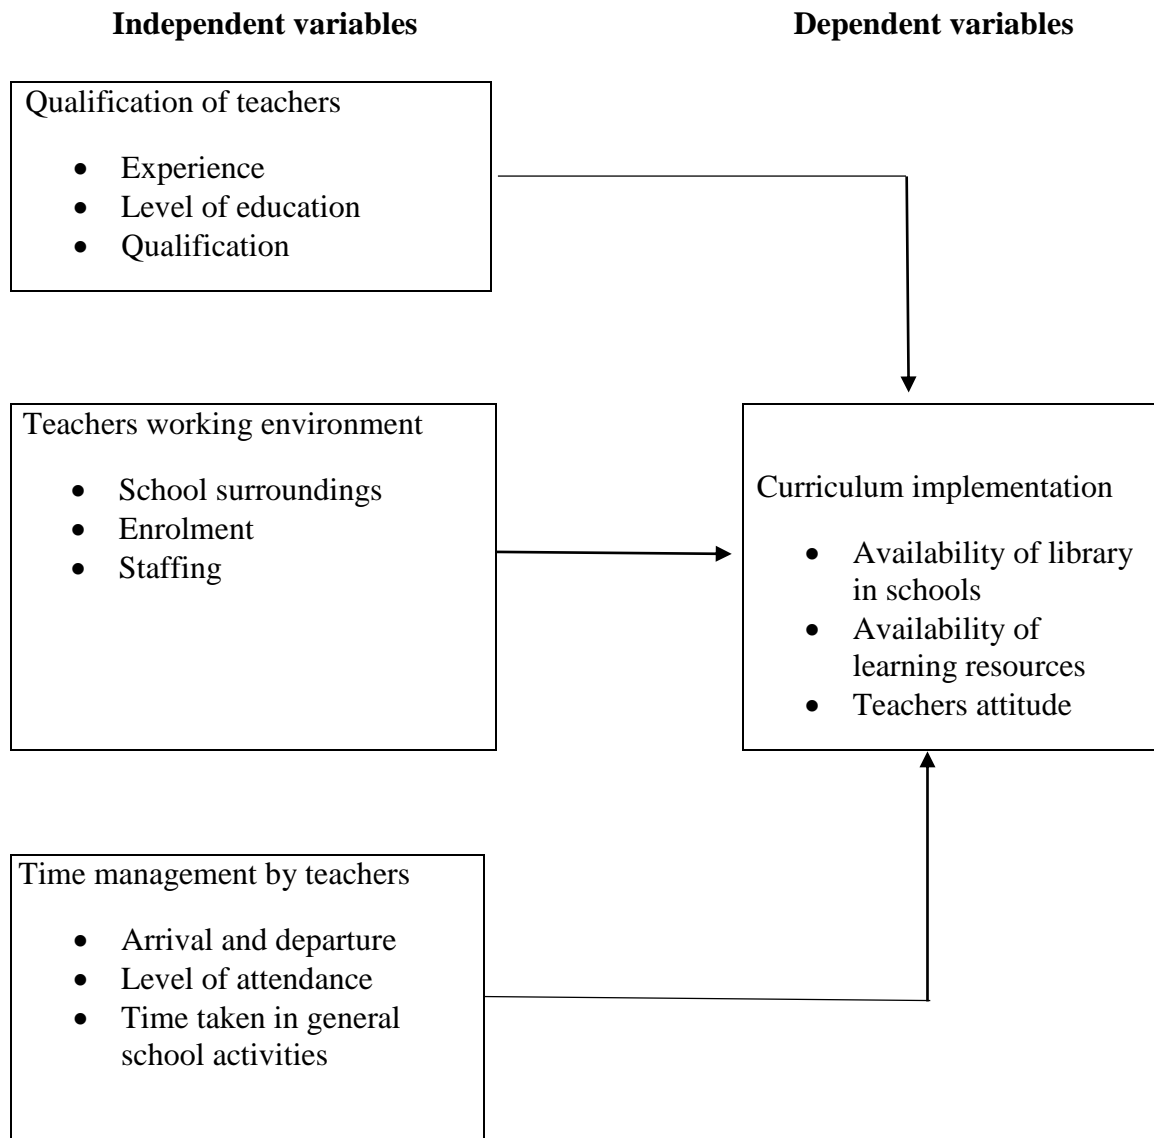 Independent variables
Dependent variables
Qualification of teachers
• Experience
• Level of education
• Qualification
Teachers working environment
• School surroundings
• Enrolment
• Staffing
Curriculum implementation
• Availability of library
in schools
• Availability of
learning resources
• Teachers attitude
Time management by teachers
• Arrival and departure
• Level of attendance
• Time taken in general
school activities